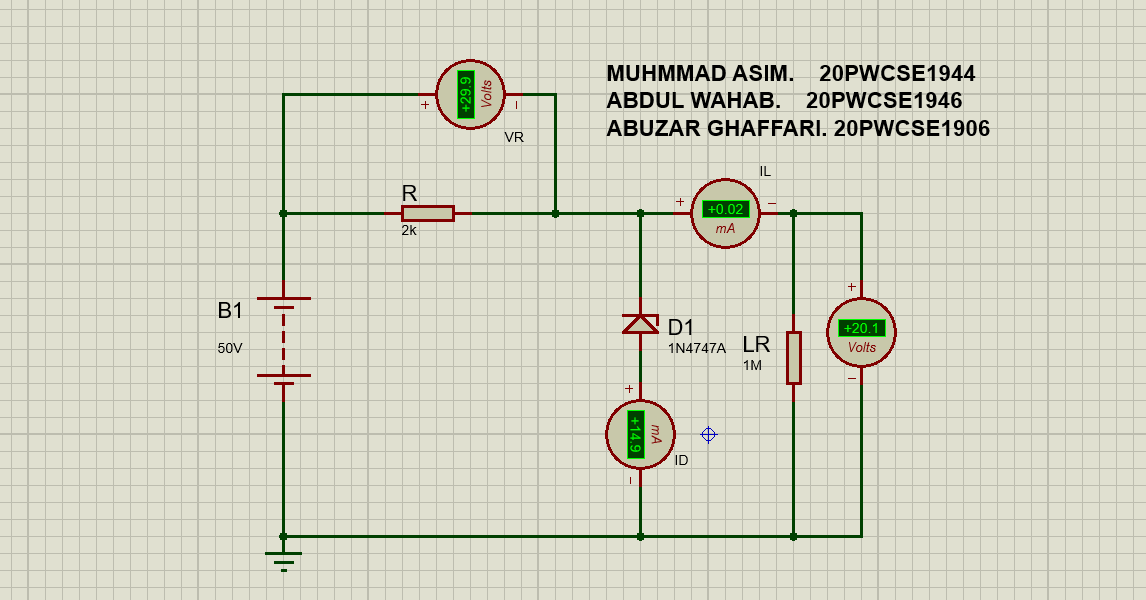 MUHMMAD ASIM. 20PWCSE1944
ABDUL WAHAB. 20PWCSE1946
ABUZAR GHAFFARI. 20PWCSE1906
+29.9
Volts
+ −
VR
R
2k
IL
+ −
+0.02
mA
B1
50V
D1
1N4747A
LR
1M
+
+20.1
Volts
−
+
+14.9
mA
−
ID